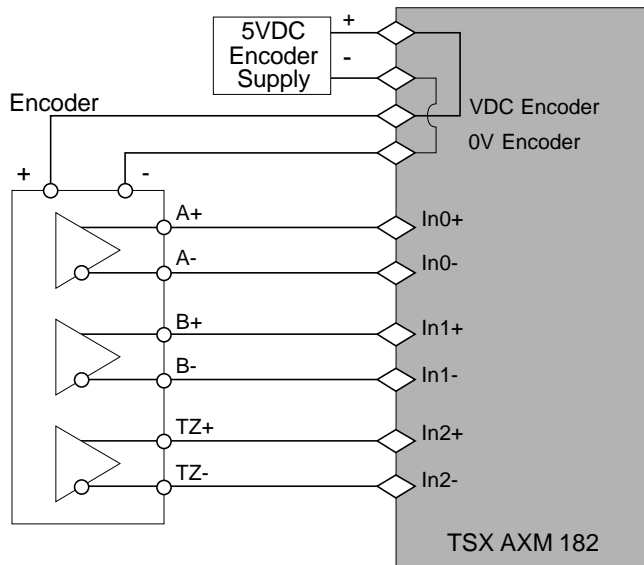 5VDC
Encoder
Supply
+
-
Encoder
VDC Encoder
0V Encoder
+
-
A+
In0+
A-
In0-
B+
In1+
B-
In1-
TZ+
In2+
TZ-
In2-
TSX AXM 182